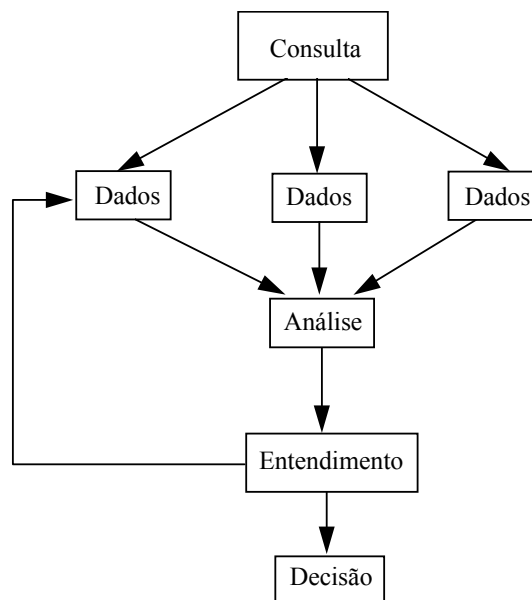 Consulta
Dados
Dados
Dados
Análise
Entendimento
Decisão